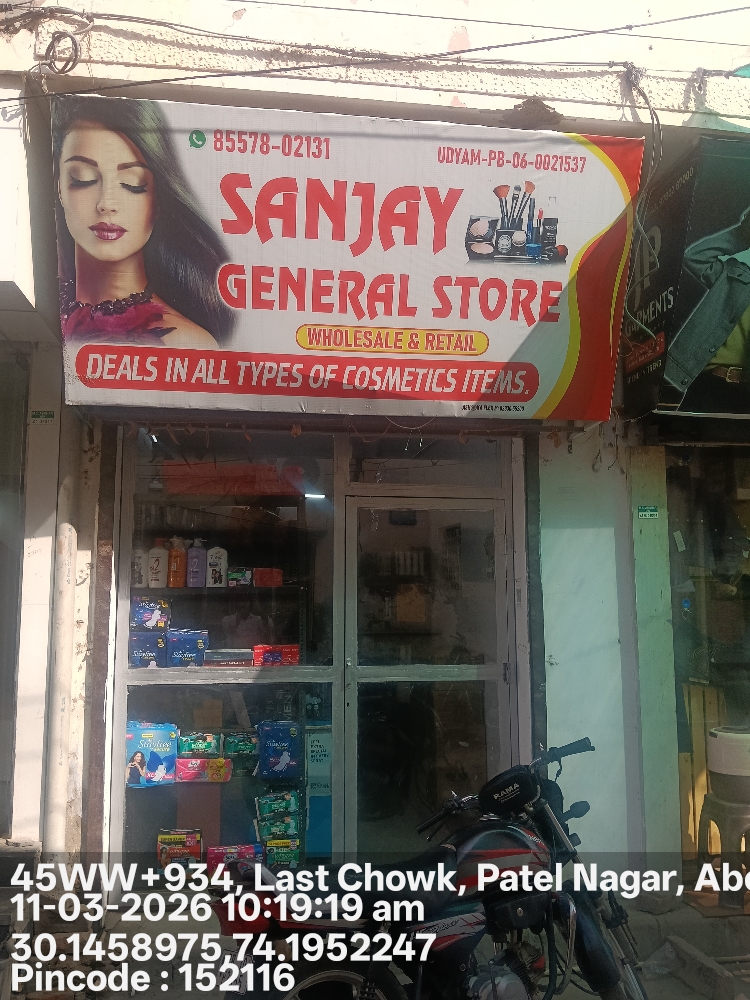 85578-02131
UDYAM-PB-06-0021537
SANJAY
GENERAL STORE
WHOLESALE & RETAIL
DEALS IN ALL TYPES OF COSMETICS ITEMS.
RAMA
45WW+934, Last Chowk, Patel Nagar, Abo
11-03-2026 10:19:19 am
30.1458975,74.1952247
Pincode : 152116